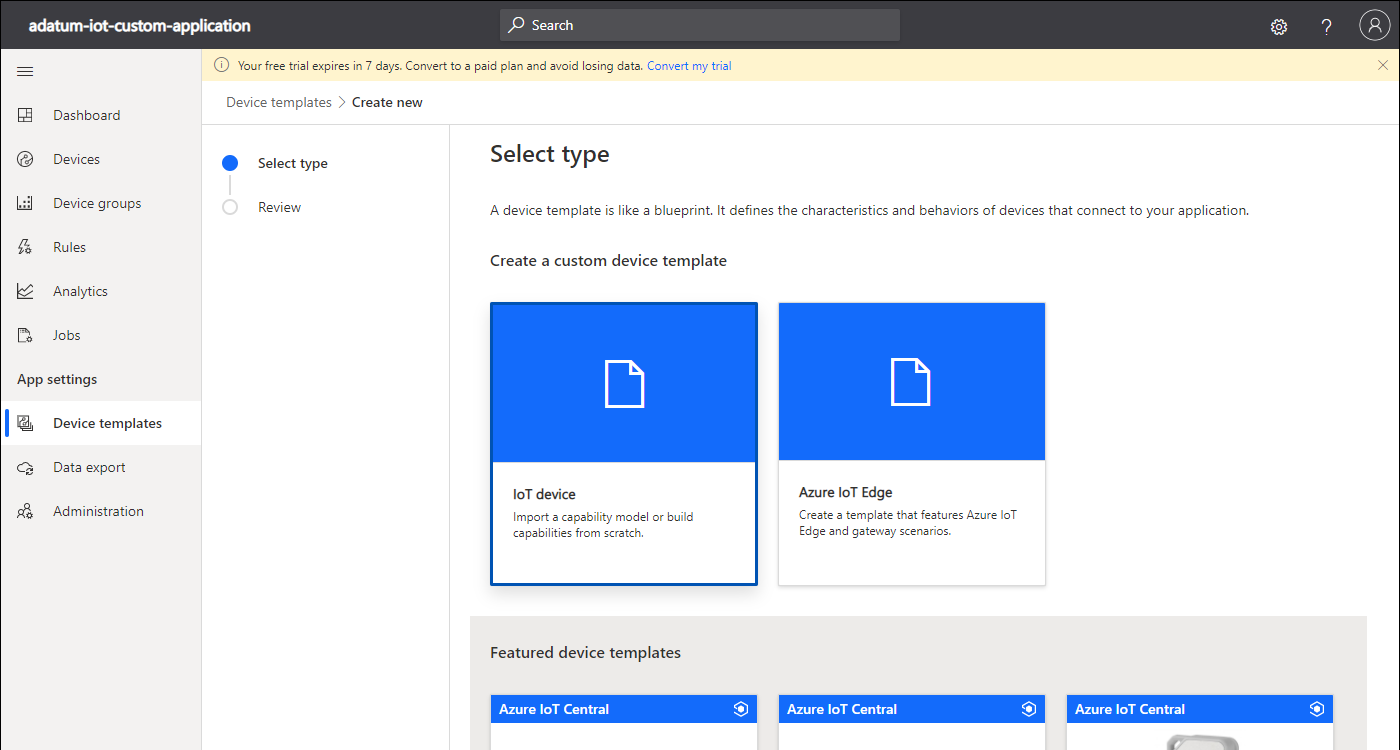 adatum-iot-custom-application
Search
?
Your free trial expires in 7 days. Convert to a paid plan and avoid losing data. Convert my trial
Dashboard
Devices
Device groups
Rules
Analytics
Jobs
App settings
Device templates
Data export
Administration
Device templates > Create new
Select type
Review
Select type
A device template is like a blueprint. It defines the characteristics and behaviors of devices that connect to your application.
Create a custom device template
IoT device
Import a capability model or build
capabilities from scratch.
Azure IoT Edge
Create a template that features Azure IoT
Edge and gateway scenarios.
Featured device templates
Azure IoT Central
Azure IoT Central
Azure IoT Central